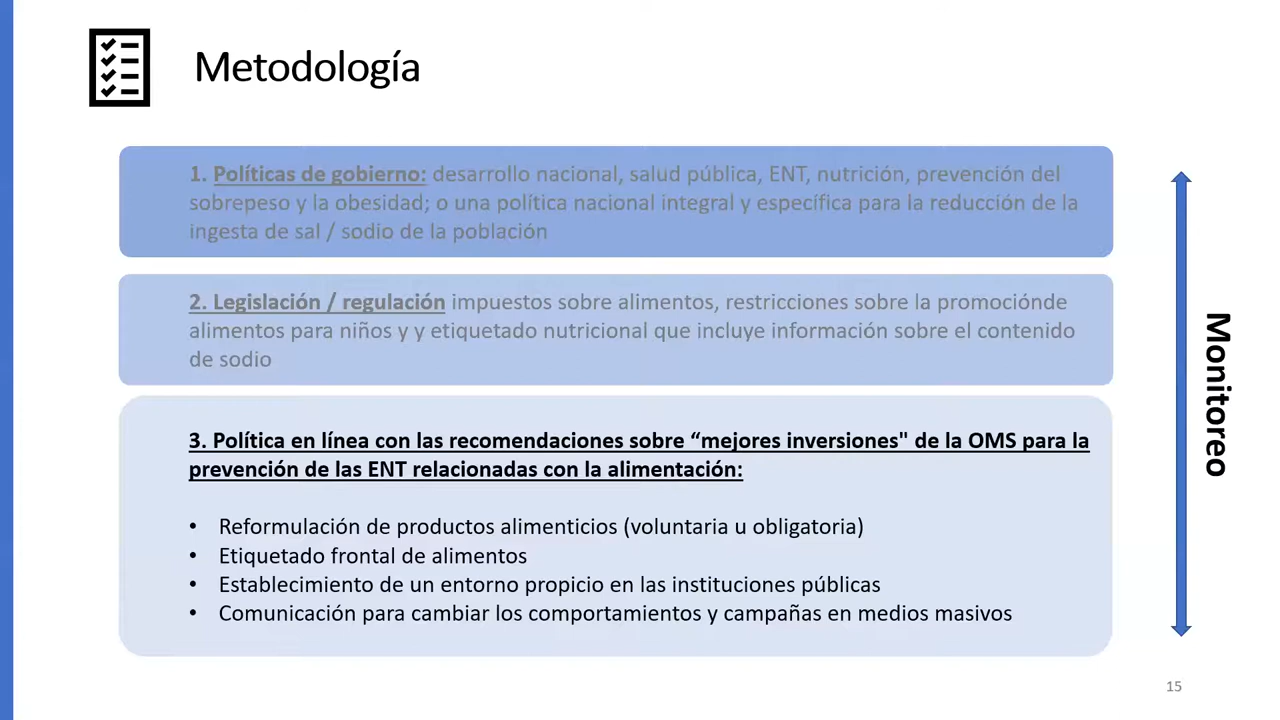 Metodología
1. Políticas de gobierno: desarrollo nacional, salud pública, ENT, nutrición, prevención del
sobrepeso y la obesidad; o una política nacional integral y específica para la reducción de la
ingesta de sal / sodio de la población
2. Legislación / regulación impuestos sobre alimentos, restricciones sobre la promociónde
alimentos para niños y y etiquetado nutricional que incluye información sobre el contenido
de sodio
3. Política en línea con las recomendaciones sobre “mejores inversiones" de la OMS para la
prevención de las ENT relacionadas con la alimentación:
• Reformulación de productos alimenticios (voluntaria u obligatoria)
• Etiquetado frontal de alimentos
• Establecimiento de un entorno propicio en las instituciones públicas
• Comunicación para cambiar los comportamientos y campañas en medios masivos
Monitoreo
15